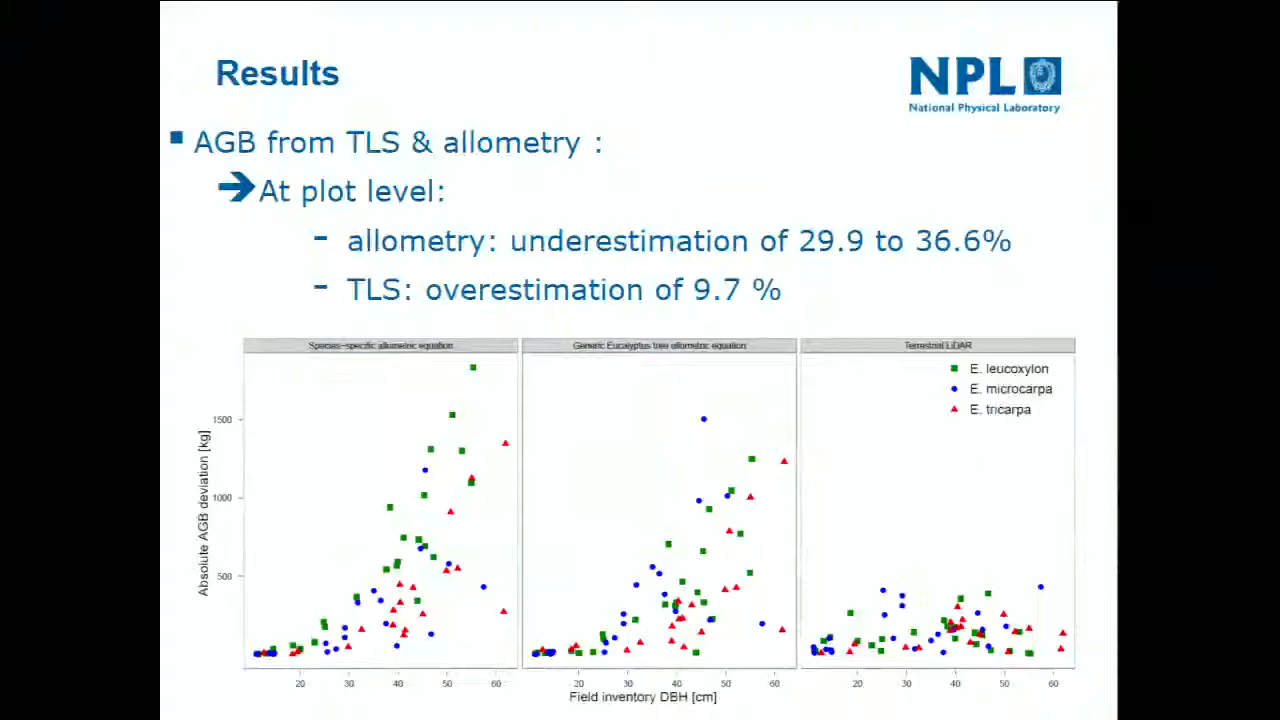 Results
NPL
National Physical Laboratory
AGB from TLS & allometry :
At plot level:
- allometry: underestimation of 29.9 to 36.6%
- TLS: overestimation of 9.7 %
Species-specific allometric equation
Generic Eucalyptus tree allometric equation
Terrestrial LiDAR
E. leucoxylon
E. microcarpa
E. tricarpa
Absolute AGB deviation [kg]
1500
1000
500
20 30 40 50 60
20 30 40 50 60
20 30 40 50 60
Field inventory DBH [cm]